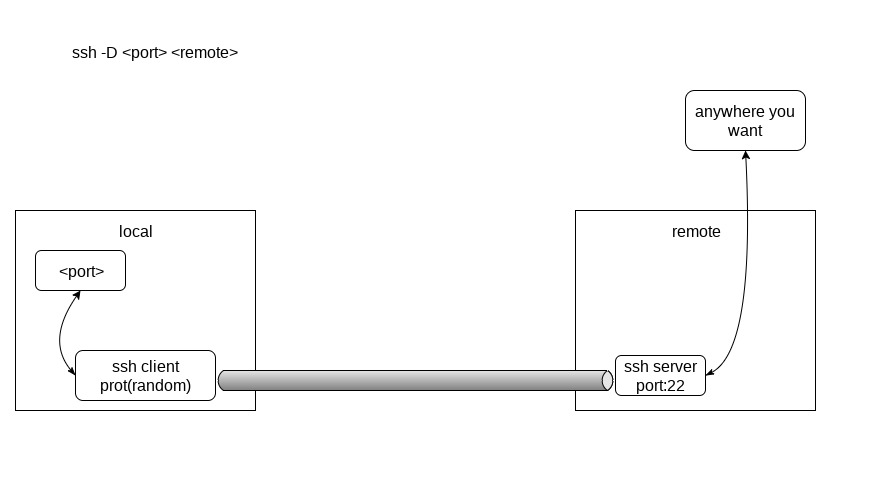 ssh -D <port> <remote>
anywhere you
want
local
remote
<port>
ssh client
prot(random)
ssh server
port:22